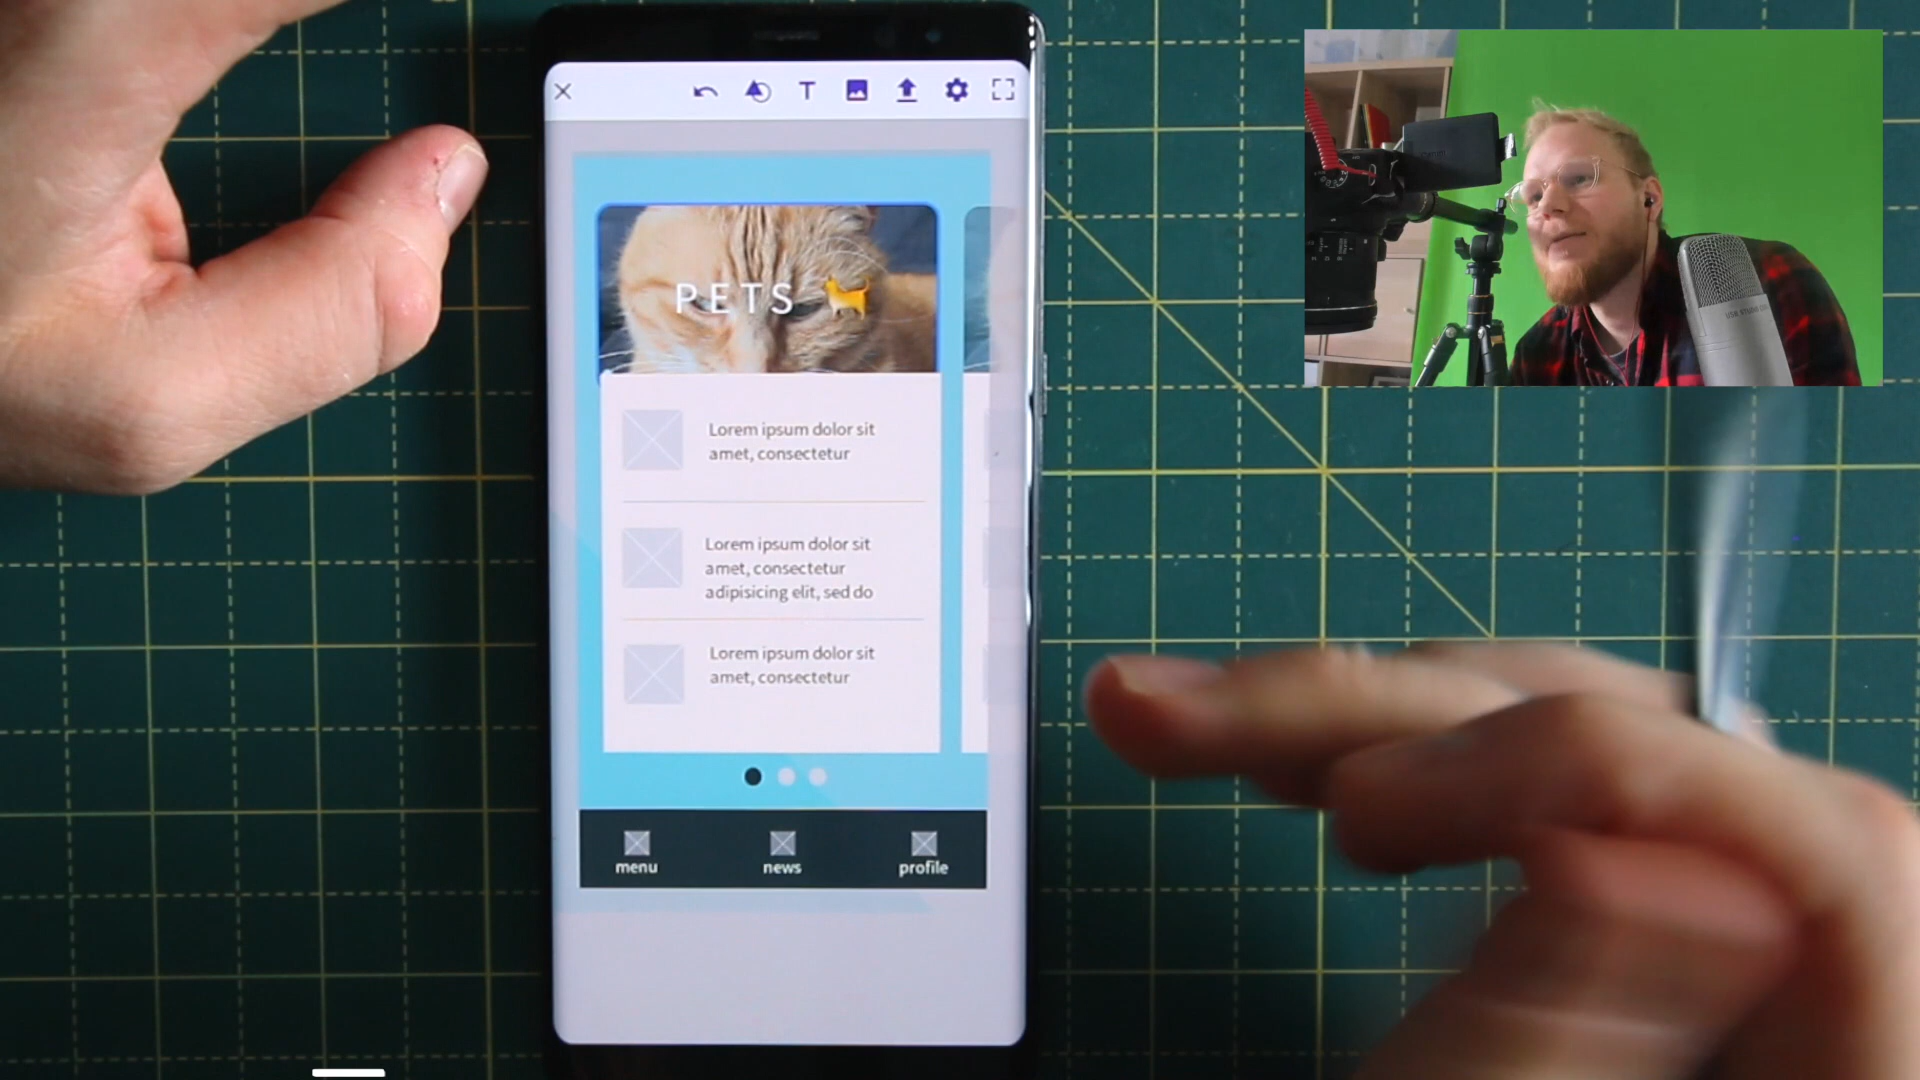 T
PETS
Lorem ipsum dolor sit
amet, consectetur
Lorem ipsum dolor sit
amet, consectetur
adipisicing elit, sed do
Lorem ipsum dolor sit
amet, consectetur
menu
news
profile